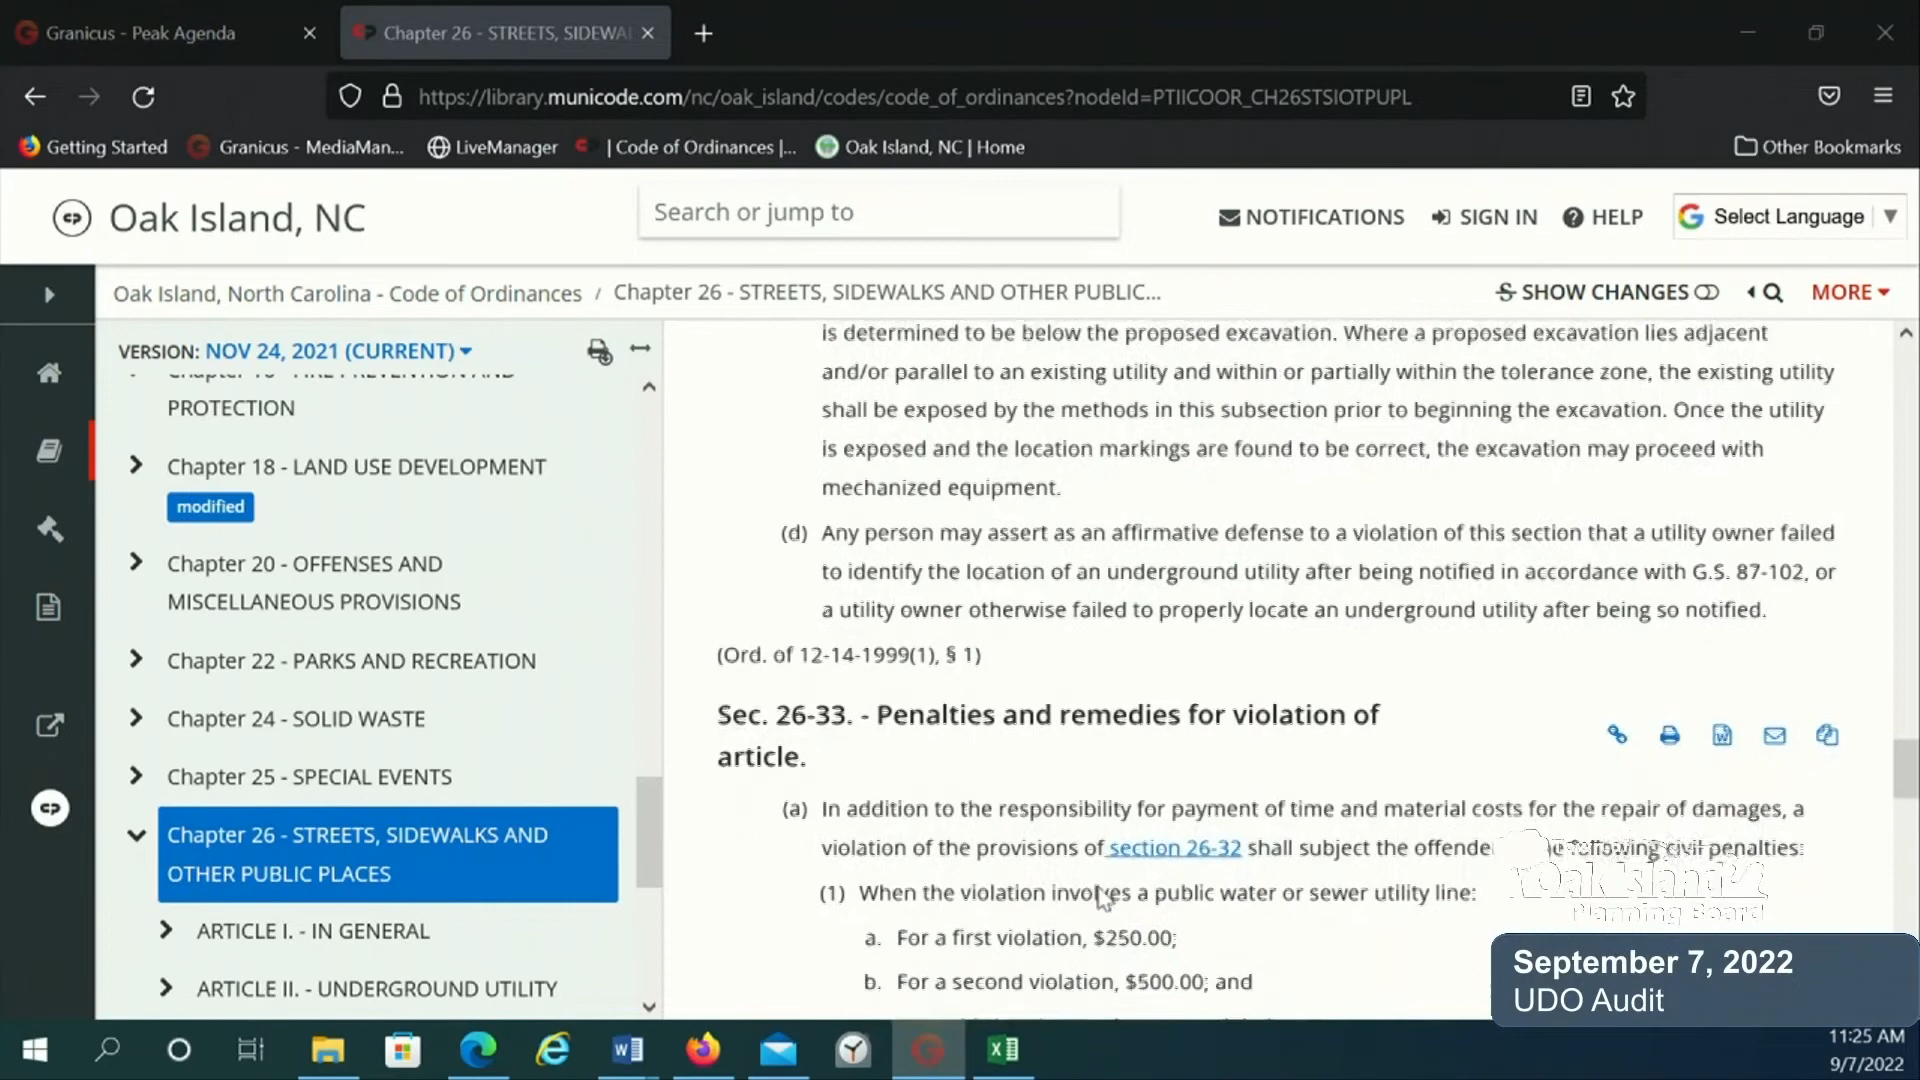 Granicus - Peak Agenda
Chapter 26 - STREETS, SIDEWAL
https://library.municode.com/nc/oak_island/codes/code_of_ordinances?nodeId=PTIICOOR_CH26STSIOTPUPL
Getting Started
Granicus - MediaMan...
LiveManager
| Code of Ordinances |...
Oak Island, NC | Home
Other Bookmarks
Oak Island, NC
Search or jump to
NOTIFICATIONS
SIGN IN
HELP
Select Language
Oak Island, North Carolina - Code of Ordinances / Chapter 26 - STREETS, SIDEWALKS AND OTHER PUBLIC...
SHOW CHANGES
MORE
VERSION: NOV 24, 2021 (CURRENT)
PROTECTION
Chapter 18 - LAND USE DEVELOPMENT
modified
Chapter 20 - OFFENSES AND
MISCELLANEOUS PROVISIONS
Chapter 22 - PARKS AND RECREATION
Chapter 24 - SOLID WASTE
Chapter 25 - SPECIAL EVENTS
Chapter 26 - STREETS, SIDEWALKS AND
OTHER PUBLIC PLACES
ARTICLE I. - IN GENERAL
ARTICLE II. - UNDERGROUND UTILITY
is determined to be below the proposed excavation. Where a proposed excavation lies adjacent
and/or parallel to an existing utility and within or partially within the tolerance zone, the existing utility
shall be exposed by the methods in this subsection prior to beginning the excavation. Once the utility
is exposed and the location markings are found to be correct, the excavation may proceed with
mechanized equipment.
(d) Any person may assert as an affirmative defense to a violation of this section that a utility owner failed
to identify the location of an underground utility after being notified in accordance with G.S. 87-102, or
a utility owner otherwise failed to properly locate an underground utility after being so notified.
(Ord. of 12-14-1999(1), § 1)
Sec. 26-33. - Penalties and remedies for violation of
article.
(a) In addition to the responsibility for payment of time and material costs for the repair of damages, a
violation of the provisions of section 26-32 shall subject the offende following civil penalties:
(1) When the violation involves a public water or sewer utility line:
a. For a first violation, $250.00;
b. For a second violation, $500.00; and
Oak Island
Planning Board
September 7, 2022
UDO Audit
11:25 AM
9/7/2022